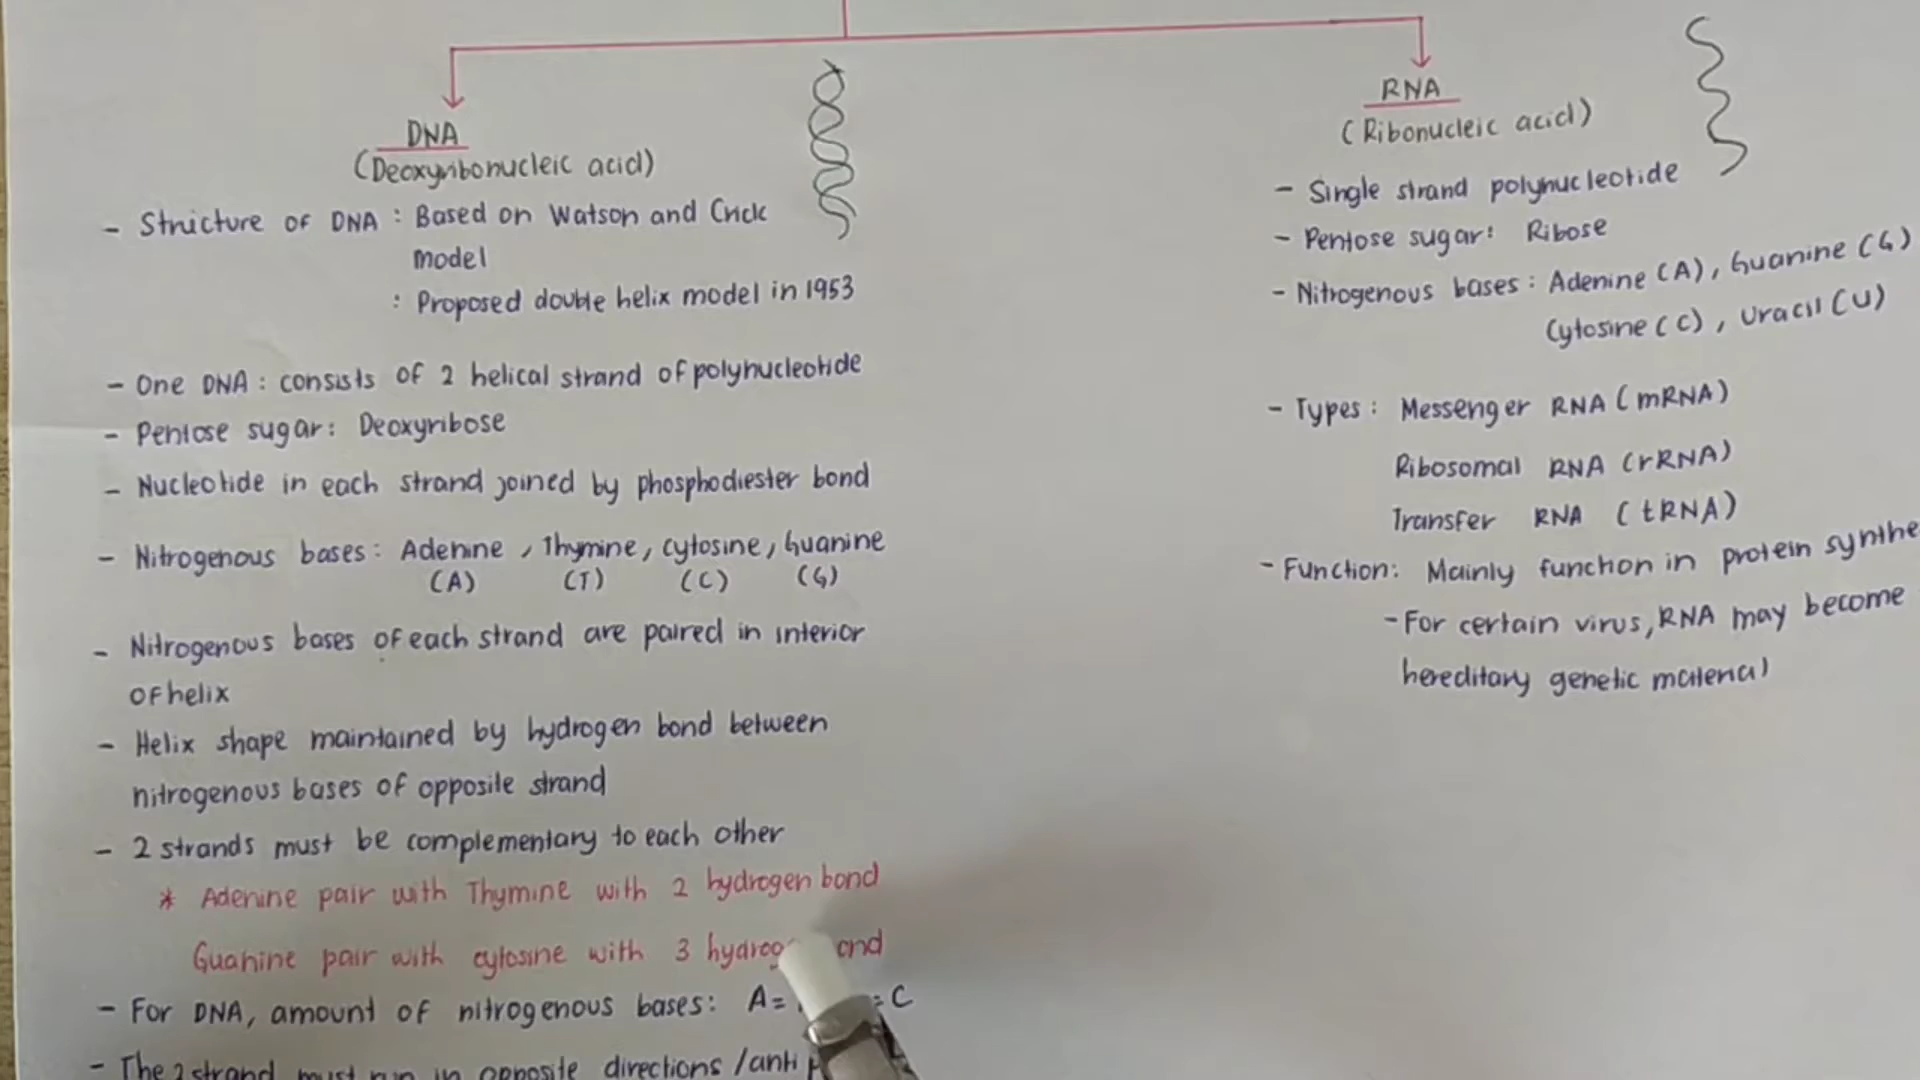 DNA
(Deoxyribonucleic acid)
- Structure of DNA : Based on Watson and Crick
model
: Proposed double helix model in 1953
- One DNA : consists of 2 helical strand of polynucleotide
- Pentose sugar : Deoxyribose
- Nucleotide in each strand joined by phosphodiester bond
- Nitrogenous bases : Adenine , Thymine, cytosine, Guanine
(A) (T) (C) (G)
- Nitrogenous bases of each strand are paired in interior
of helix
- Helix shape maintained by hydrogen bond between
nitrogenous bases of opposite strand
- 2 strands must be complementary to each other
* Adenine pair with Thymine with 2 hydrogen bond
Guanine pair with cytosine with 3
- For DNA, amount of nitrogenous bases : A= =C
- The 2 strand must run in opposite directions /anti
RNA
(Ribonucleic acid)
- Single strand polynucleotide
- Pentose sugar : Ribose
- Nitrogenous bases : Adenine (A), Guanine (G)
Cytosine (C) , Uracil (U)
- Types : Messenger RNA (mRNA)
Ribosomal RNA (rRNA)
Transfer RNA (tRNA)
- Function : Mainly function in protein synthe
- For certain virus, RNA may become
hereditary genetic material